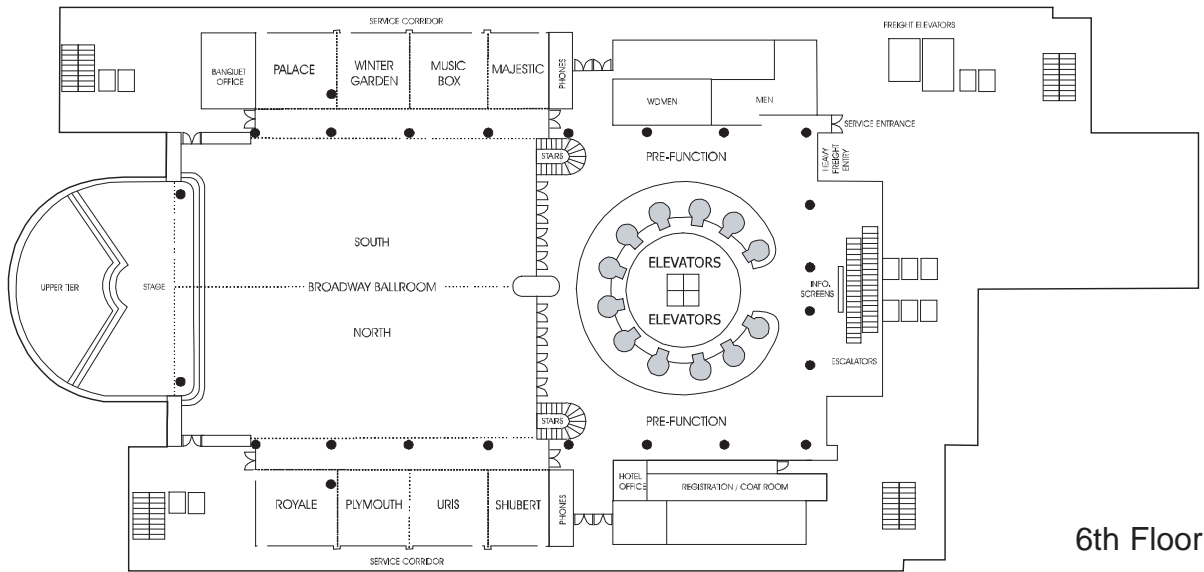 SERVICE CORRIDOR
FREIGHT ELEVATORS
BANQUET
OFFICE
PALACE
WINTER
GARDEN
MUSIC
BOX
MAJESTIC
PHONES
WOMEN
MEN
SERVICE ENTRANCE
STAIRS
PRE-FUNCTION
HEAVY
FREIGHT
ENTRY
SOUTH
ELEVATORS
UPPER TIER
STAGE
BROADWAY BALLROOM
INFO.
SCREENS
NORTH
ELEVATORS
ESCALATORS
STAIRS
PRE-FUNCTION
HOTEL
OFFICE
REGISTRATION / COAT ROOM
ROYALE
PLYMOUTH
URIS
SHUBERT
PHONES
SERVICE CORRIDOR
6th Floor